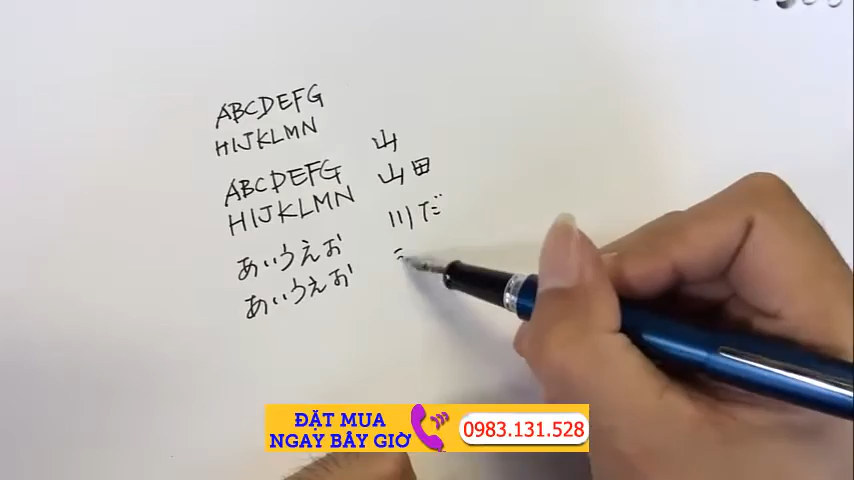 ABCDEFG
HIJKLMN
ABCDEFG
HIJKLMN
あいうえお
あいうえお
山
山田
川だ
ĐẶT MUA
NGAY BÂY GIỜ
0983.131.528